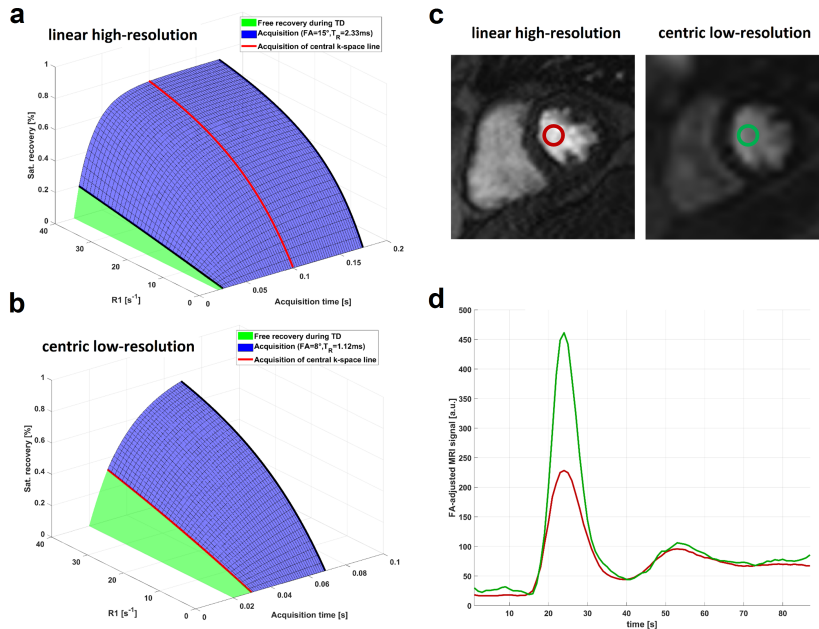 a
linear high-resolution
Free recovery during TD
Acquisition (FA=15°,T_R=2.33ms)
Acquisition of central k-space line
Sat. recovery [%]
1
0.8
0.6
0.4
0.2
0
40
30
20
10
0
R1 [s⁻¹]
0
0.05
0.1
0.15
0.2
Acquisition time [s]
b
centric low-resolution
Free recovery during TD
Acquisition (FA=8°,T_R=1.12ms)
Acquisition of central k-space line
Sat. recovery [%]
1
0.8
0.6
0.4
0.2
0
40
30
20
10
0
R1 [s⁻¹]
0
0.02
0.04
0.06
0.08
0.1
Acquisition time [s]
c
linear high-resolution
centric low-resolution
d
FA-adjusted MRI signal [a.u.]
500
450
400
350
300
250
200
150
100
50
0
10
20
30
40
50
60
70
80
time [s]